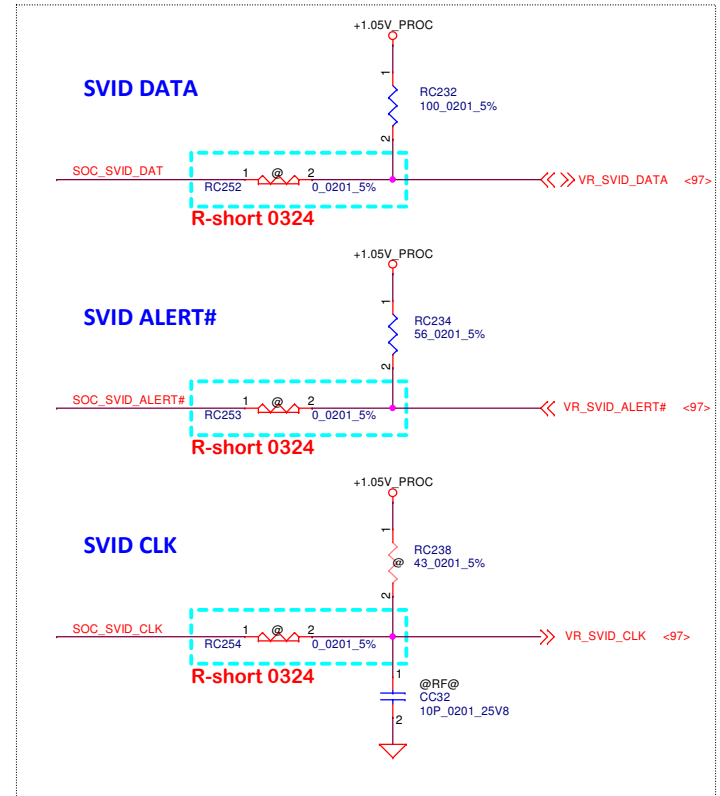 +1.05V_PROC
SVID DATA
1
RC232
100_0201_5%
2
SOC_SVID_DAT
1
@
2
RC252
0_0201_5%
VR_SVID_DATA <97>
R-short 0324
+1.05V_PROC
SVID ALERT#
1
RC234
56_0201_5%
2
SOC_SVID_ALERT#
1
@
2
RC253
0_0201_5%
VR_SVID_ALERT# <97>
R-short 0324
+1.05V_PROC
SVID CLK
1
RC238
@
43_0201_5%
2
SOC_SVID_CLK
1
@
2
RC254
0_0201_5%
VR_SVID_CLK <97>
R-short 0324
1
@RF@
CC32
10P_0201_25V8
2